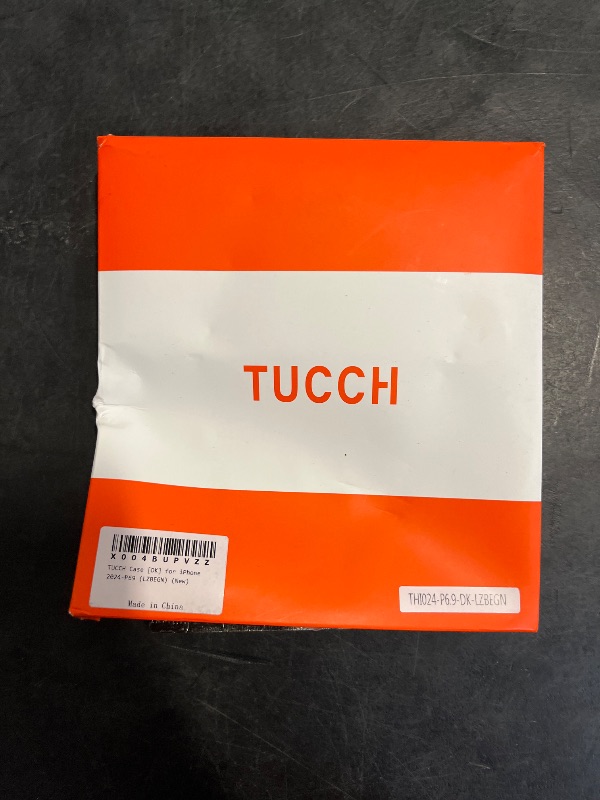 TUCCH
X004BUPVZZ
TUCCH Case [DK] for iPhone
2024-P69 (LZBEGN) (New)
Made in China
THI024-P6.9-DK-LZBEGN